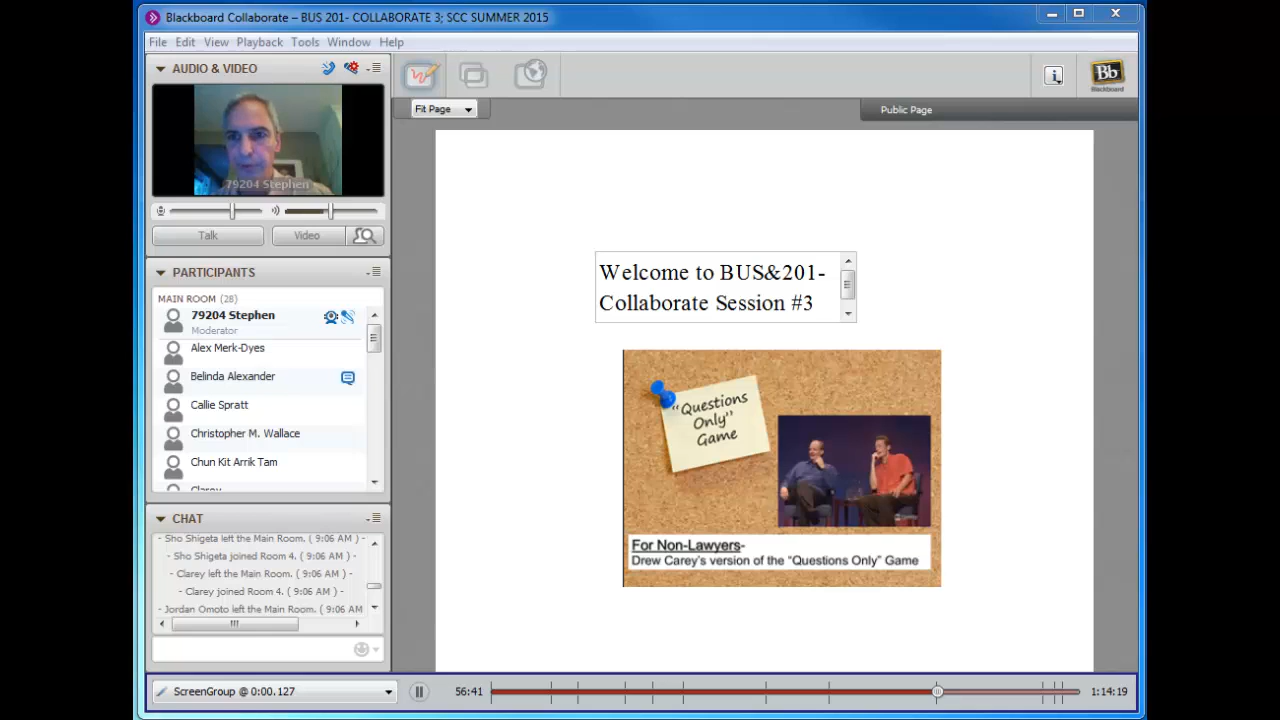 Blackboard Collaborate – BUS 201- COLLABORATE 3; SCC SUMMER 2015
File Edit View Playback Tools Window Help
AUDIO & VIDEO
79204 Stephen
Talk Video
PARTICIPANTS
MAIN ROOM (28)
79204 Stephen
Moderator
Alex Merk-Dyes
Belinda Alexander
Callie Spratt
Christopher M. Wallace
Chun Kit Arrik Tam
Clarey
CHAT
- Sho Shigeta left the Main Room. ( 9:06 AM ) -
- Sho Shigeta joined Room 4. ( 9:06 AM ) -
- Clarey left the Main Room. ( 9:06 AM ) -
- Clarey joined Room 4. ( 9:06 AM ) -
- Jordan Omoto left the Main Room. ( 9:06 AM
Fit Page
Public Page
Bb
Blackboard
Welcome to BUS&201-
Collaborate Session #3
"Questions
Only"
Game
For Non-Lawyers-
Drew Carey's version of the "Questions Only" Game
ScreenGroup @ 0:00.127
56:41
1:14:19